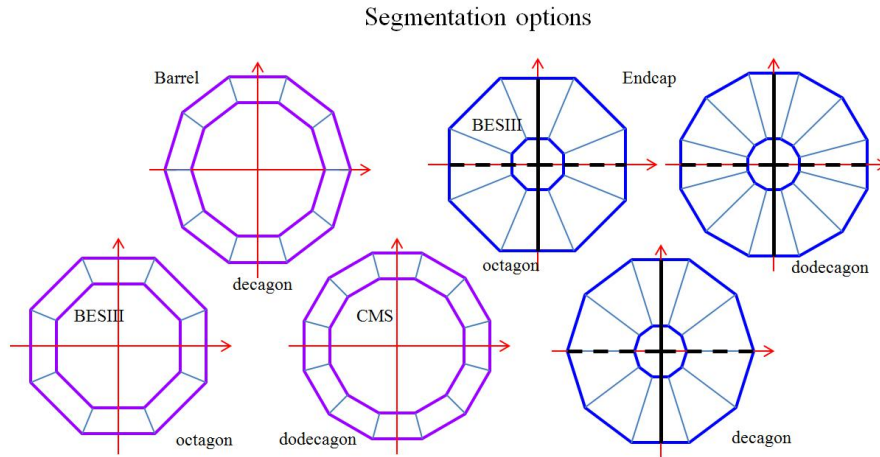 Segmentation options
Barrel
Endcap
BESIII
decagon
octagon
dodecagon
BESIII
CMS
octagon
dodecagon
decagon